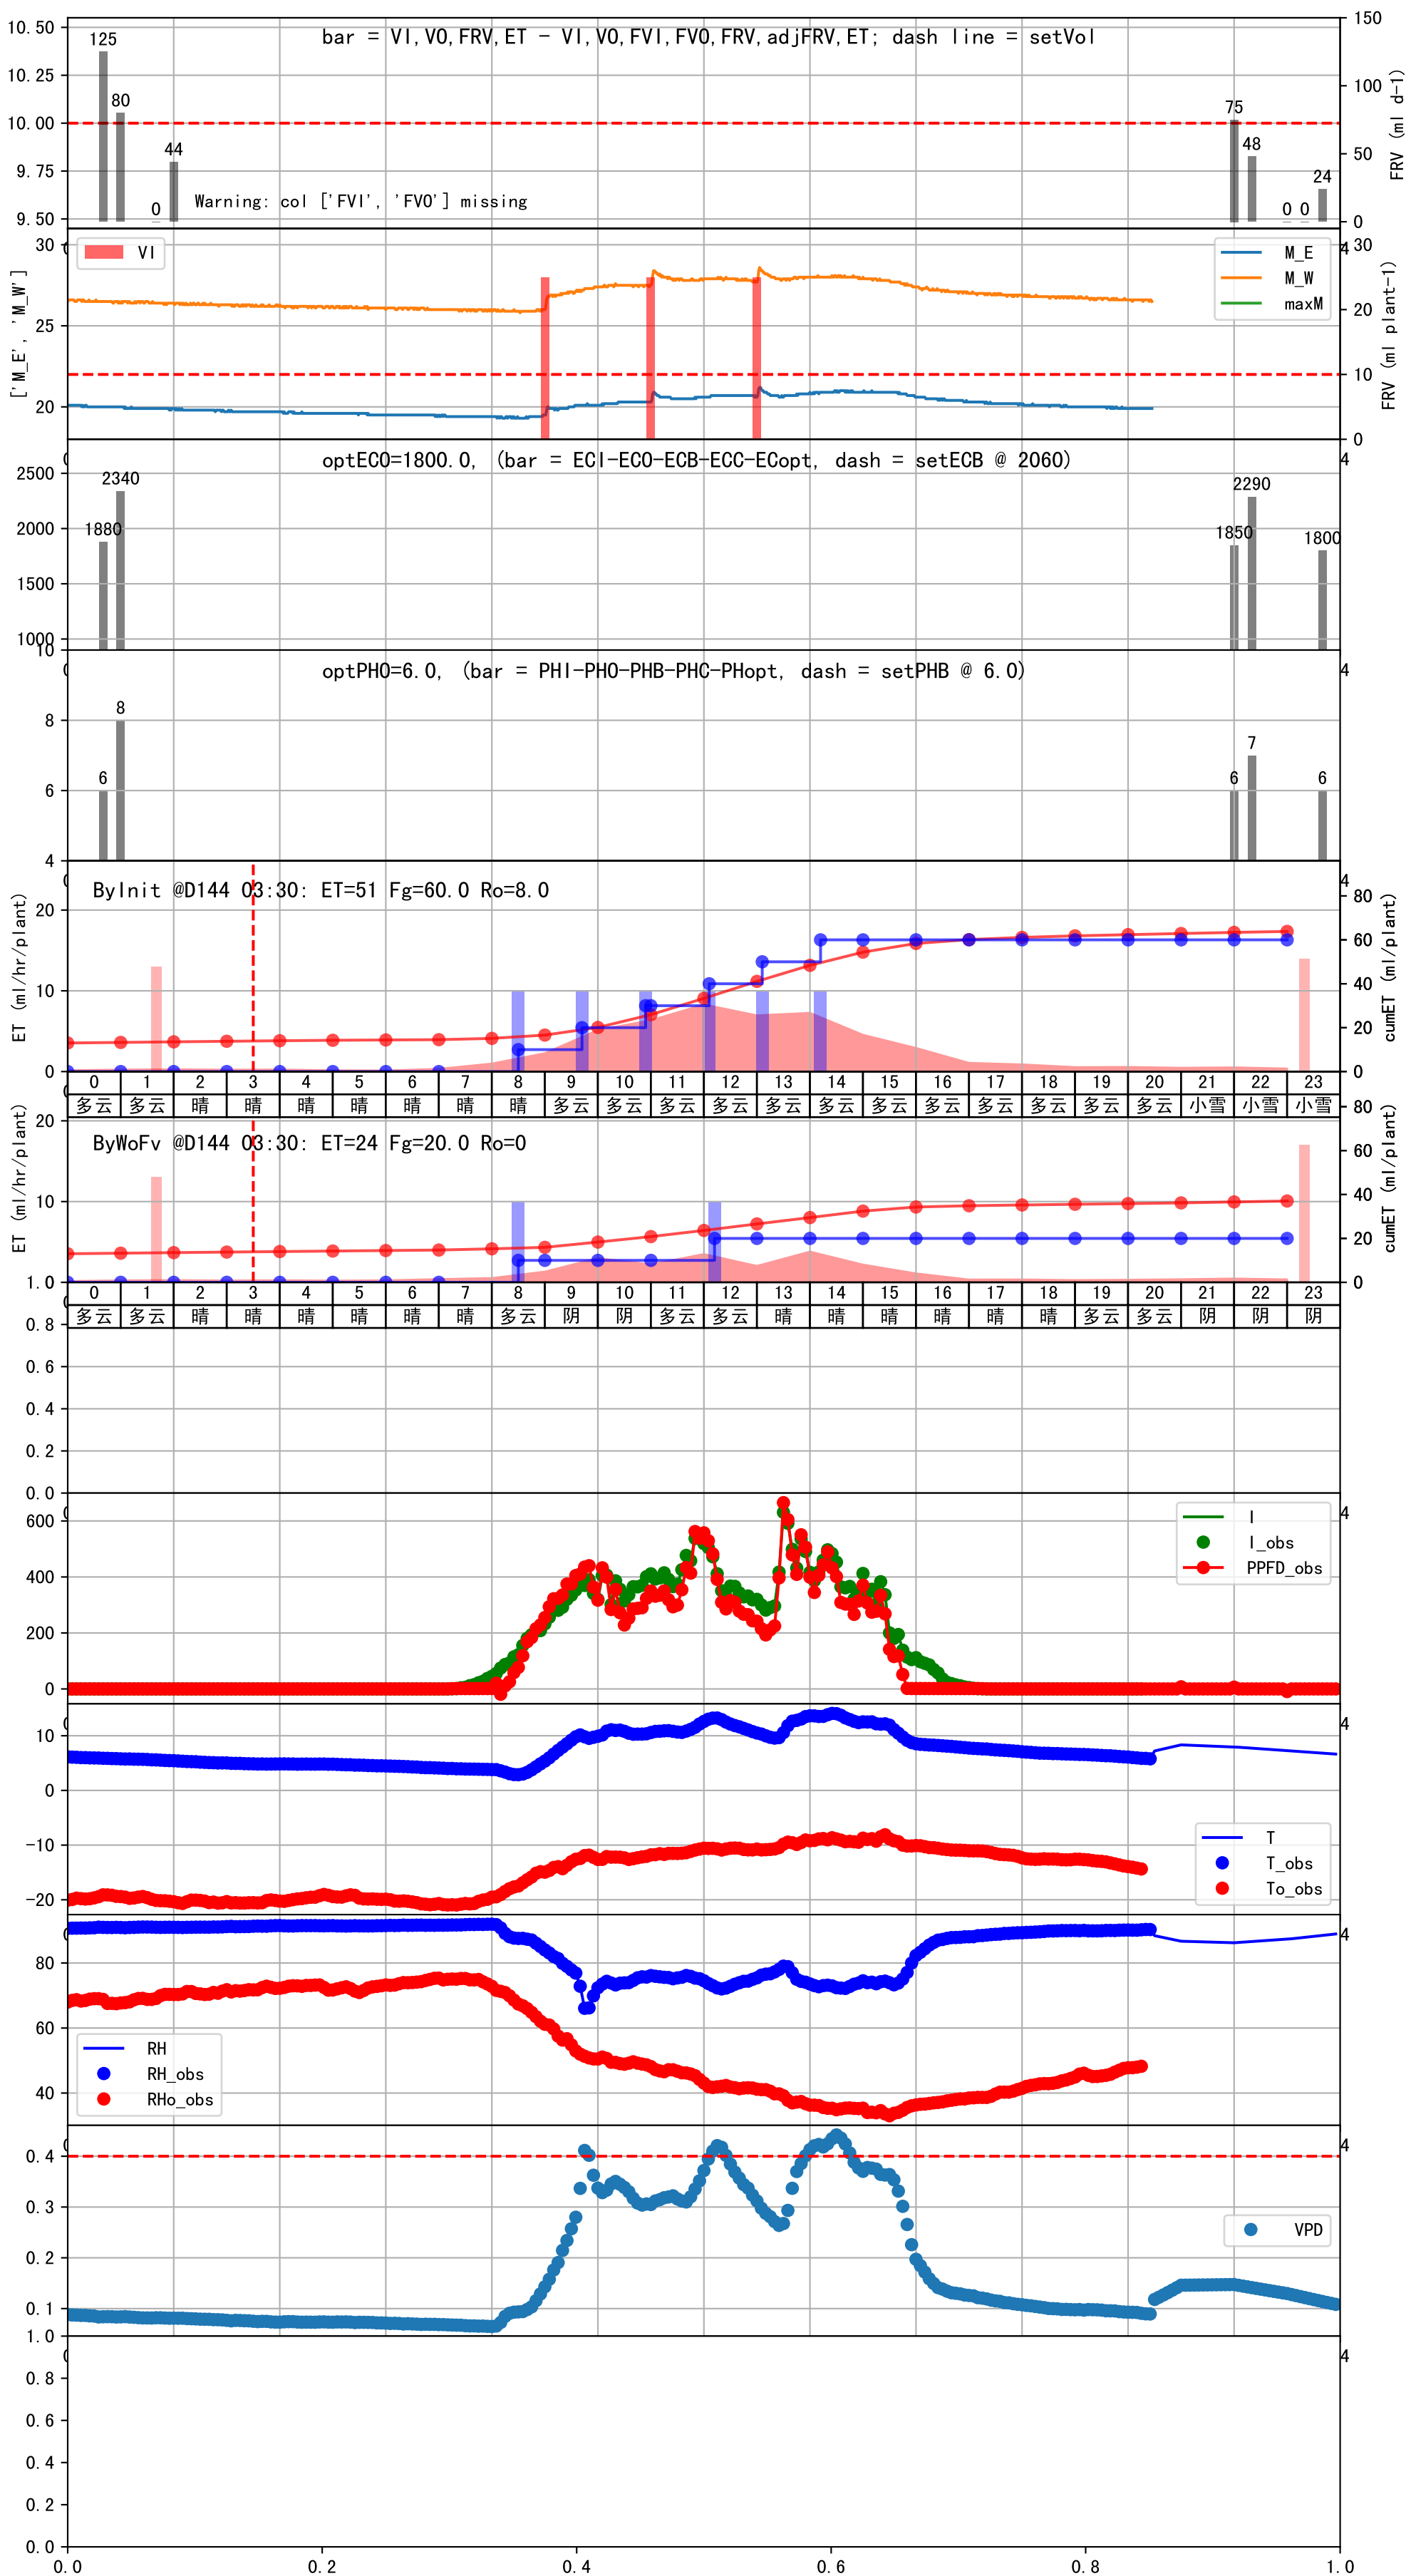 bar = VI,VO,FRV,ET - VI,VO,FVI,FVO,FRV,adjFRV,ET; dash line = setVol
10.50
10.25
10.00
9.75
9.50
125
80
0
44
Warning: col ['FVI', 'FVO'] missing
75
48
0
0
24
150
100
50
0
FRV (ml d-1)
['M_E', 'M_W']
30
25
20
VI
M_E
M_W
maxM
30
20
10
0
FRV (ml plant-1)
optECO=1800.0, (bar = ECI-ECO-ECB-ECC-ECopt, dash = setECB @ 2060)
2500
2000
1500
1000
1880
2340
1850
2290
1800
optPHO=6.0, (bar = PHI-PHO-PHB-PHC-PHopt, dash = setPHB @ 6.0)
10
8
6
4
6
8
6
7
6
ByInit @D144 03:30: ET=51 Fg=60.0 Ro=8.0
ET (ml/hr/plant)
20
10
0
80
60
40
20
0
cumET (ml/plant)
0 1 2 3 4 5 6 7 8 9 10 11 12 13 14 15 16 17 18 19 20 21 22 23
多云 多云 晴 晴 晴 晴 晴 晴 晴 多云 多云 多云 多云 多云 多云 多云 多云 多云 多云 多云 多云 小雪 小雪 小雪
ByWoFv @D144 03:30: ET=24 Fg=20.0 Ro=0
ET (ml/hr/plant)
20
10
80
60
40
20
0
cumET (ml/plant)
0 1 2 3 4 5 6 7 8 9 10 11 12 13 14 15 16 17 18 19 20 21 22 23
多云 多云 晴 晴 晴 晴 晴 晴 多云 阴 阴 多云 多云 晴 晴 晴 晴 晴 晴 多云 多云 阴 阴 阴
1.0
0.8
0.6
0.4
0.2
0.0
600
400
200
0
I
I_obs
PPFD_obs
10
0
-10
-20
T
T_obs
To_obs
80
60
40
RH
RH_obs
RHo_obs
0.4
0.3
0.2
0.1
VPD
1.0
0.8
0.6
0.4
0.2
0.0
0.0 0.2 0.4 0.6 0.8 1.0